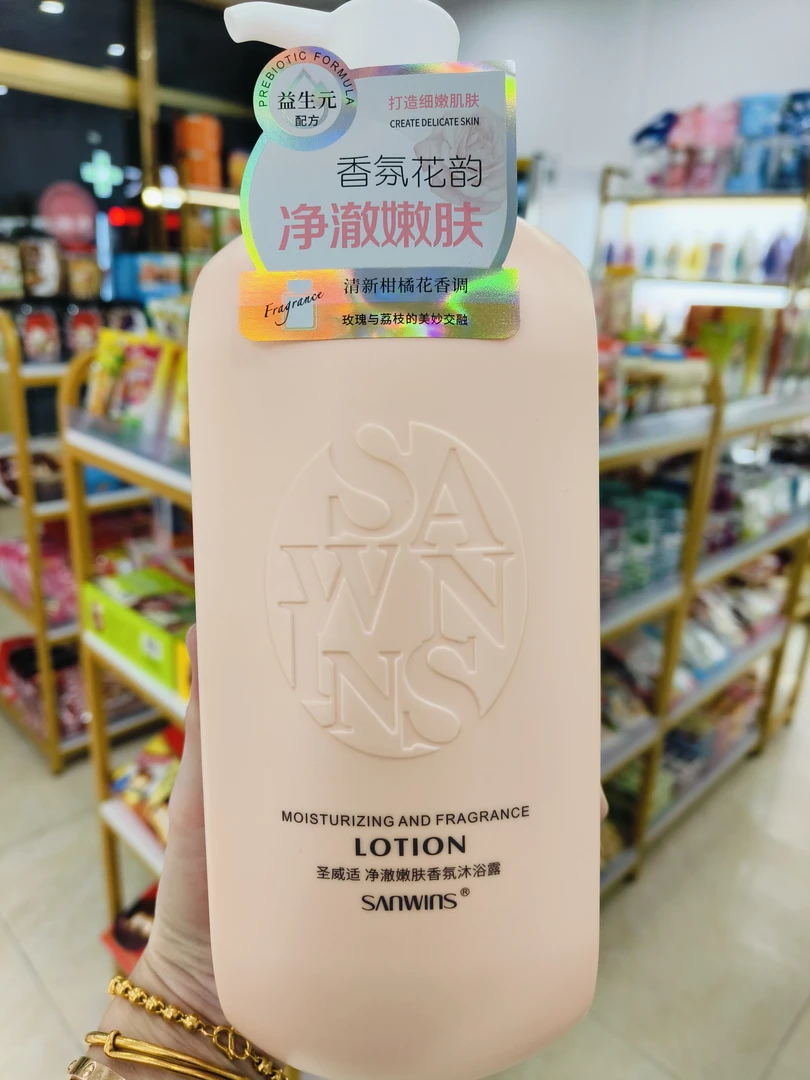 PREBIOTIC FORMULA
益生元
配方
打造细嫩肌肤
CREATE DELICATE SKIN
香氛花韵
净澈嫩肤
Fragrance
清新柑橘花香调
玫瑰与荔枝的美妙交融
SA
WN
INS
MOISTURIZING AND FRAGRANCE
LOTION
圣威适 净澈嫩肤香氛沐浴露
SANWINS®